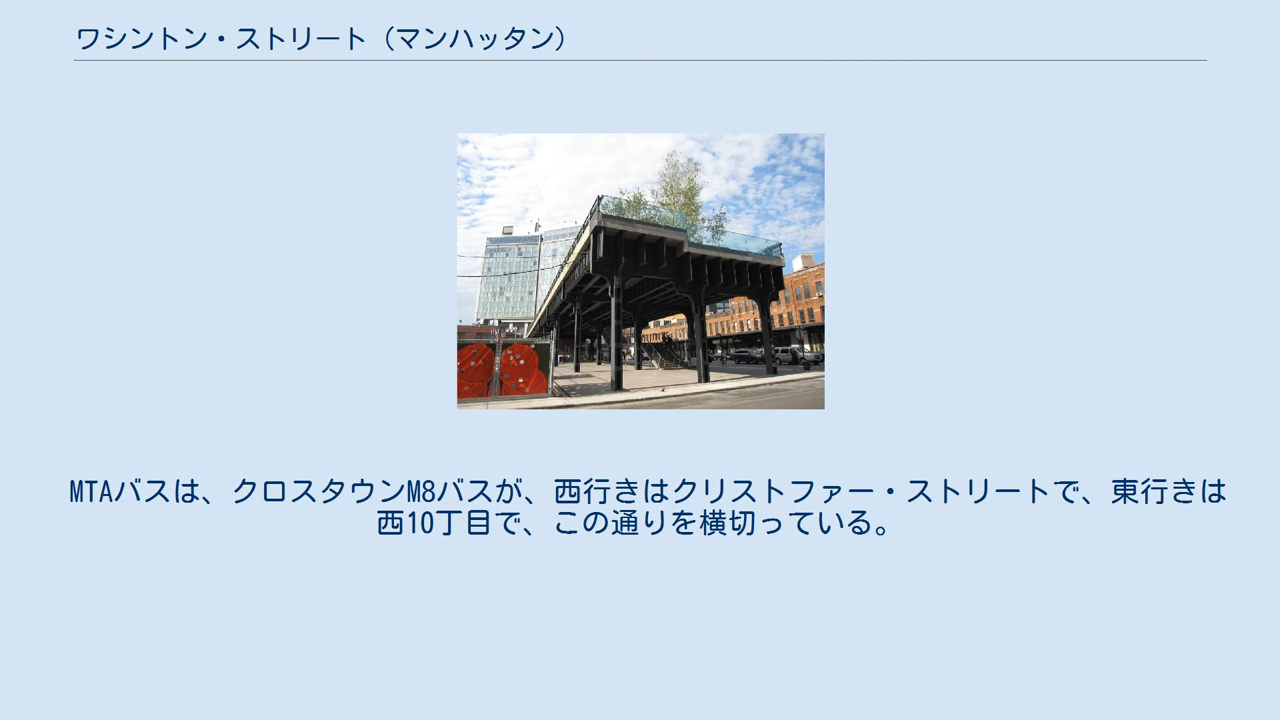 ワシントン・ストリート（マンハッタン）
MTAバスは、クロスタウンM8バスが、西行きはクリストファー・ストリートで、東行きは
西10丁目で、この通りを横切っている。